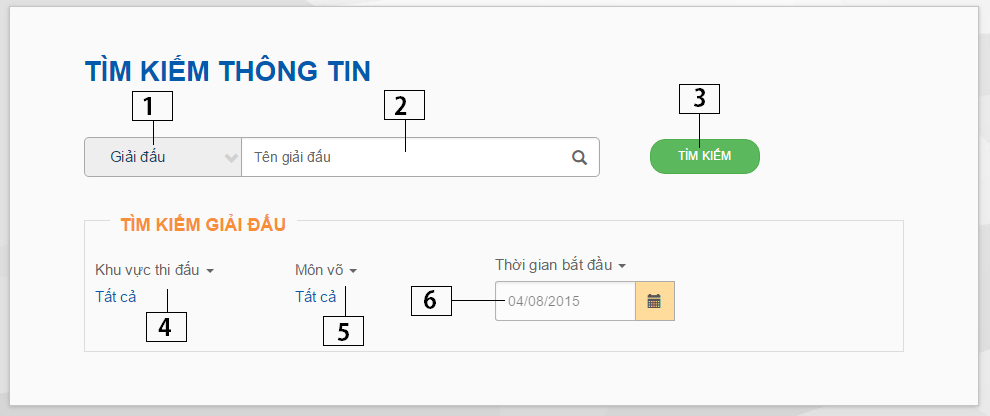 TÌM KIẾM THÔNG TIN
1
2
3
Giải đấu
Tên giải đấu
TÌM KIẾM
TÌM KIẾM GIẢI ĐẤU
Khu vực thi đấu
Môn võ
Thời gian bắt đầu
Tất cả
Tất cả
04/08/2015
4
5
6